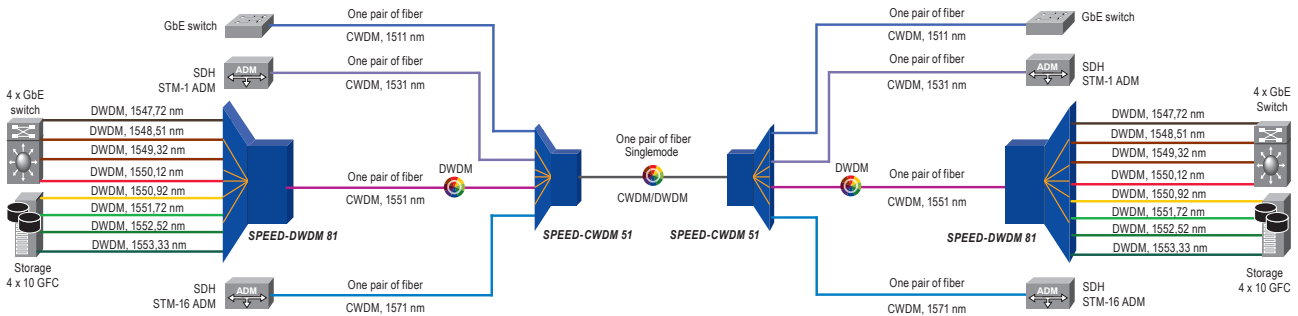 GbE switch
One pair of fiber
CWDM, 1511 nm
SDH
STM-1 ADM
ADM
One pair of fiber
CWDM, 1531 nm
4 x GbE
switch
DWDM, 1547,72 nm
DWDM, 1548,51 nm
DWDM, 1549,32 nm
DWDM, 1550,12 nm
DWDM, 1550,92 nm
DWDM, 1551,72 nm
DWDM, 1552,52 nm
DWDM, 1553,33 nm
Storage
4 x 10 GFC
SPEED-DWDM 81
One pair of fiber
CWDM, 1551 nm
DWDM
SDH
STM-16 ADM
ADM
One pair of fiber
CWDM, 1571 nm
SPEED-CWDM 51
One pair of fiber
Singlemode
CWDM/DWDM
SPEED-CWDM 51
One pair of fiber
CWDM, 1511 nm
GbE switch
One pair of fiber
CWDM, 1531 nm
ADM
SDH
STM-1 ADM
DWDM
One pair of fiber
CWDM, 1551 nm
SPEED-DWDM 81
4 x GbE
Switch
DWDM, 1547,72 nm
DWDM, 1548,51 nm
DWDM, 1549,32 nm
DWDM, 1550,12 nm
DWDM, 1550,92 nm
DWDM, 1551,72 nm
DWDM, 1552,52 nm
DWDM, 1553,33 nm
Storage
4 x 10 GFC
One pair of fiber
CWDM, 1571 nm
ADM
SDH
STM-16 ADM